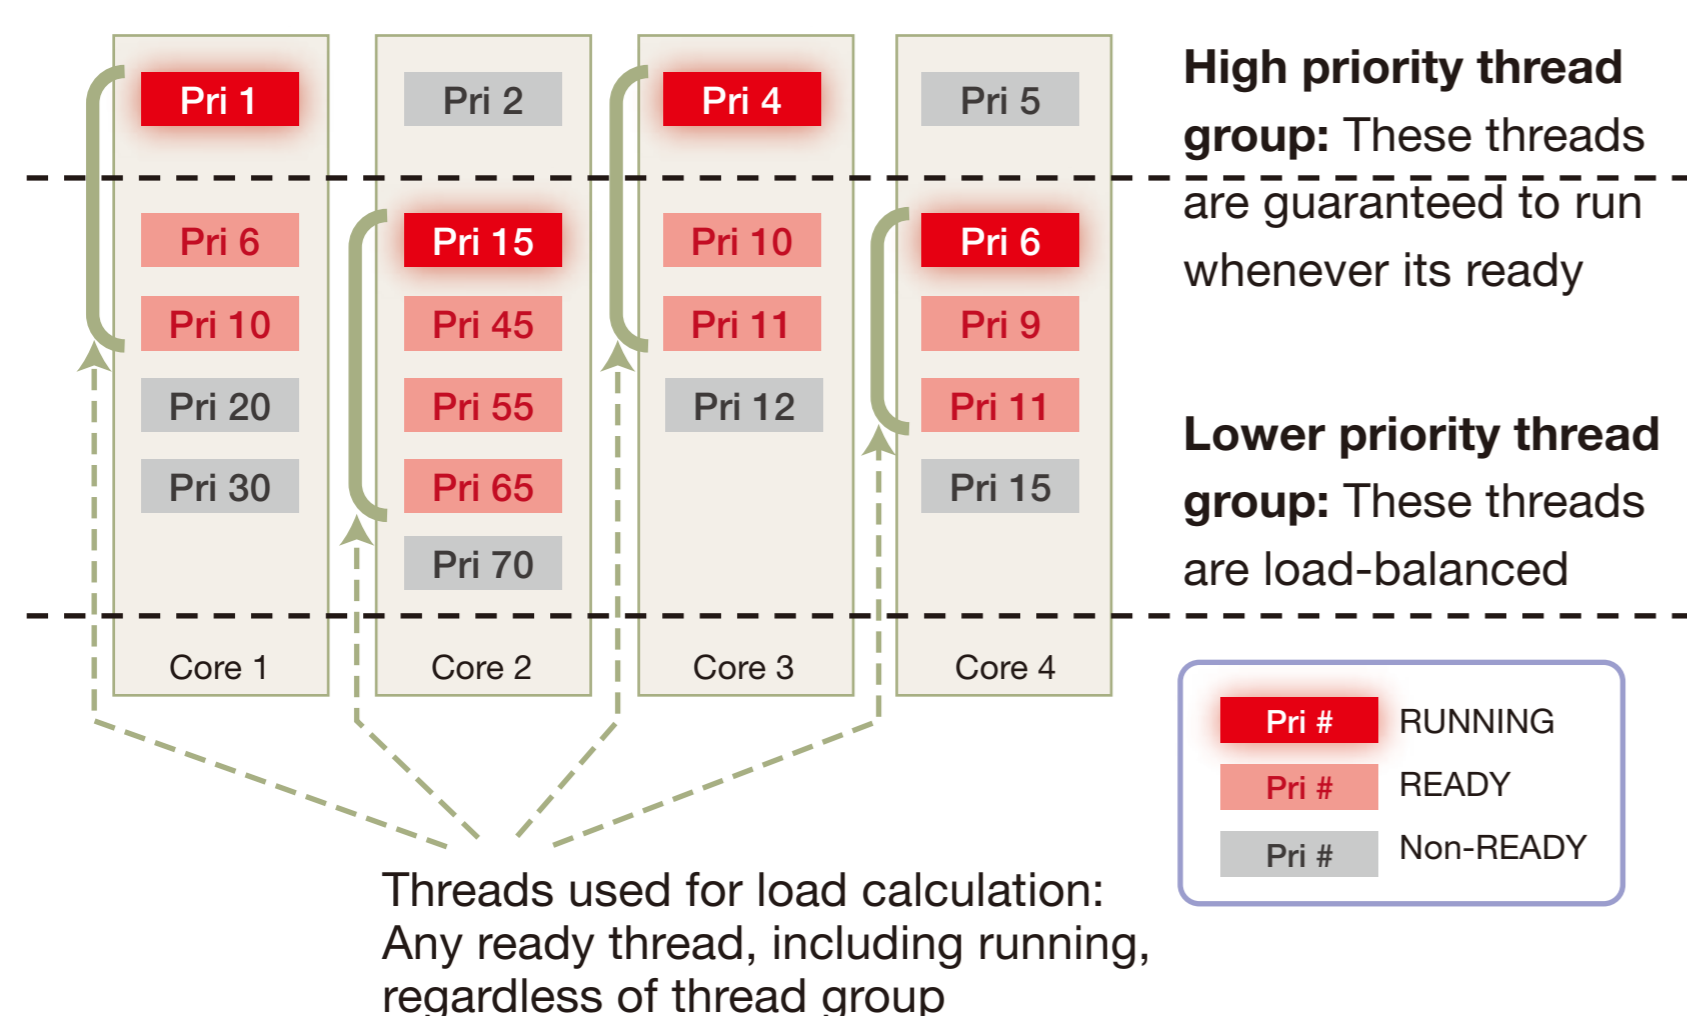 Pri 1
Pri 2
Pri 4
Pri 5
Pri 6
Pri 15
Pri 10
Pri 6
Pri 10
Pri 45
Pri 11
Pri 9
Pri 20
Pri 55
Pri 12
Pri 11
Pri 30
Pri 65
Pri 15
Pri 70
Core 1
Core 2
Core 3
Core 4
High priority thread
group: These threads
are guaranteed to run
whenever its ready
Lower priority thread
group: These threads
are load-balanced
Pri # RUNNING
Pri # READY
Pri # Non-READY
Threads used for load calculation:
Any ready thread, including running,
regardless of thread group